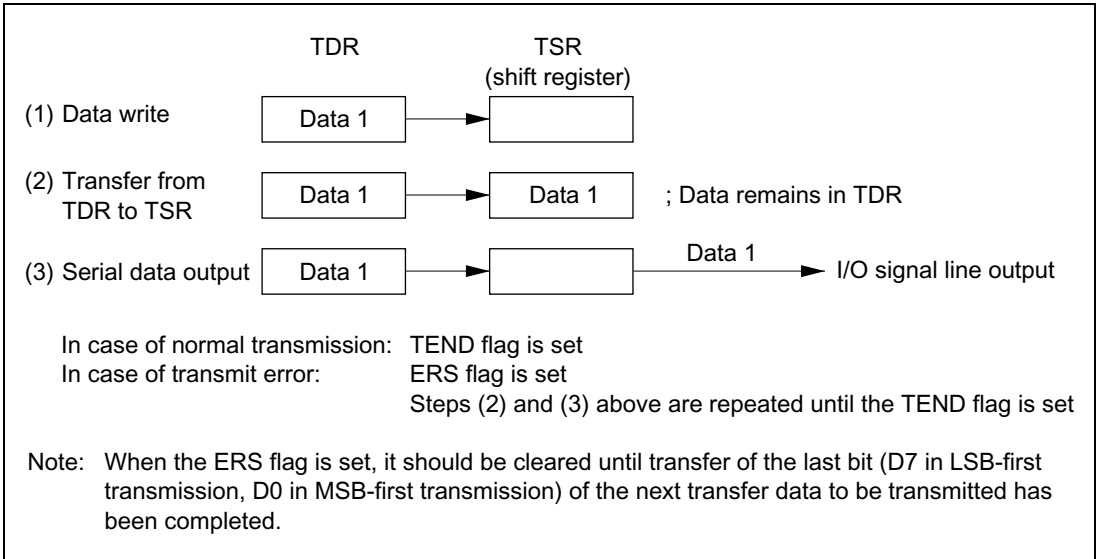 TDR TSR
(shift register)
(1) Data write Data 1
(2) Transfer from
TDR to TSR Data 1 Data 1 ; Data remains in TDR
(3) Serial data output Data 1 Data 1 I/O signal line output
In case of normal transmission: TEND flag is set
In case of transmit error: ERS flag is set
Steps (2) and (3) above are repeated until the TEND flag is set
Note: When the ERS flag is set, it should be cleared until transfer of the last bit (D7 in LSB-first
transmission, D0 in MSB-first transmission) of the next transfer data to be transmitted has
been completed.